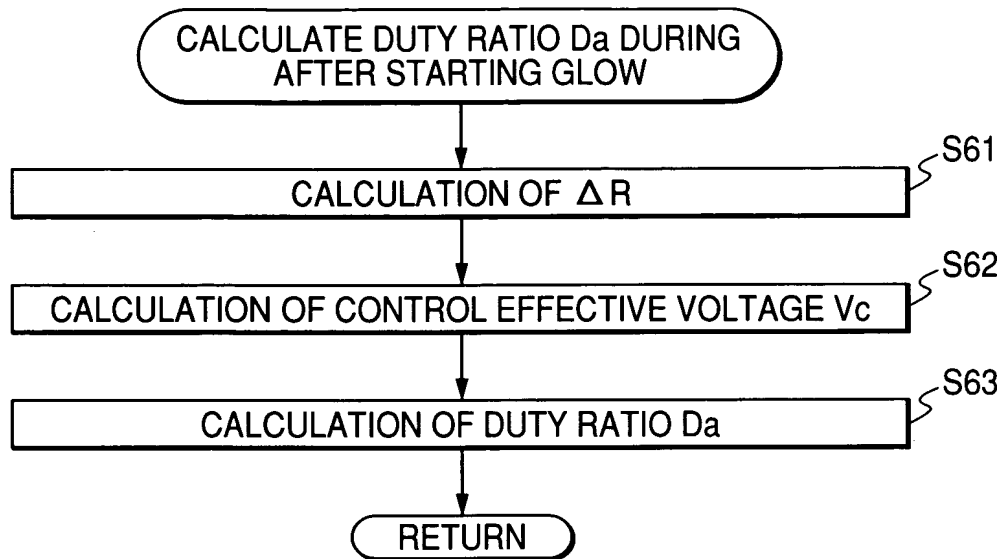 CALCULATE DUTY RATIO Da DURING
AFTER STARTING GLOW
S61
CALCULATION OF Δ R
S62
CALCULATION OF CONTROL EFFECTIVE VOLTAGE Vc
S63
CALCULATION OF DUTY RATIO Da
RETURN